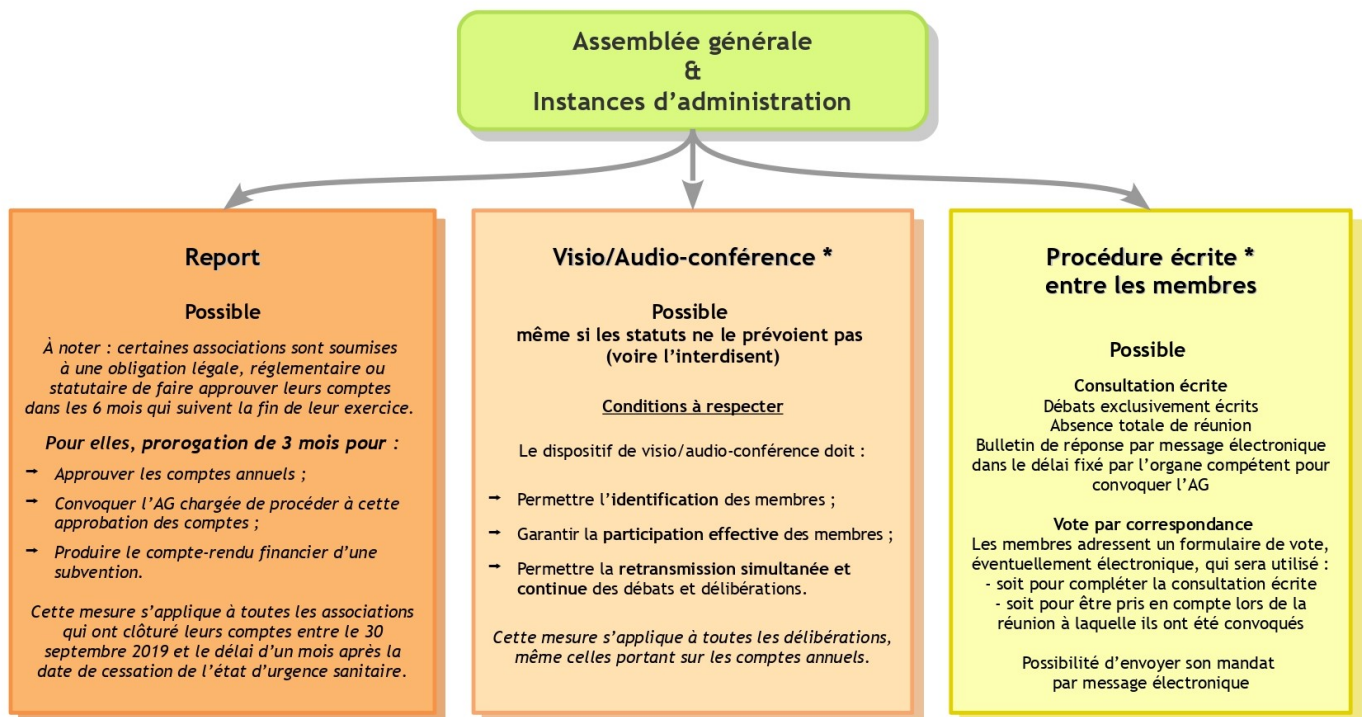 Assemblée générale
&
Instances d’administration
Report
Possible
À noter : certaines associations sont soumises
à une obligation légale, réglementaire ou
statutaire de faire approuver leurs comptes
dans les 6 mois qui suivent la fin de leur exercice.
Pour elles, prorogation de 3 mois pour :
➞ Approuver les comptes annuels ;
➞ Convoquer l’AG chargée de procéder à cette
approbation des comptes ;
➞ Produire le compte-rendu financier d’une
subvention.
Cette mesure s’applique à toutes les associations
qui ont clôturé leurs comptes entre le 30
septembre 2019 et le délai d’un mois après la
date de cessation de l’état d’urgence sanitaire.
Visio/Audio-conférence *
Possible
même si les statuts ne le prévoient pas
(voire l’interdisent)
Conditions à respecter
Le dispositif de visio/audio-conférence doit :
➞ Permettre l’identification des membres ;
➞ Garantir la participation effective des membres ;
➞ Permettre la retransmission simultanée et
continue des débats et délibérations.
Cette mesure s’applique à toutes les délibérations,
même celles portant sur les comptes annuels.
Procédure écrite *
entre les membres
Possible
Consultation écrite
Débats exclusivement écrits
Absence totale de réunion
Bulletin de réponse par message électronique
dans le délai fixé par l’organe compétent pour
convoquer l’AG
Vote par correspondance
Les membres adressent un formulaire de vote,
éventuellement électronique, qui sera utilisé :
- soit pour compléter la consultation écrite
- soit pour être pris en compte lors de la
réunion à laquelle ils ont été convoqués
Possibilité d’envoyer son mandat
par message électronique